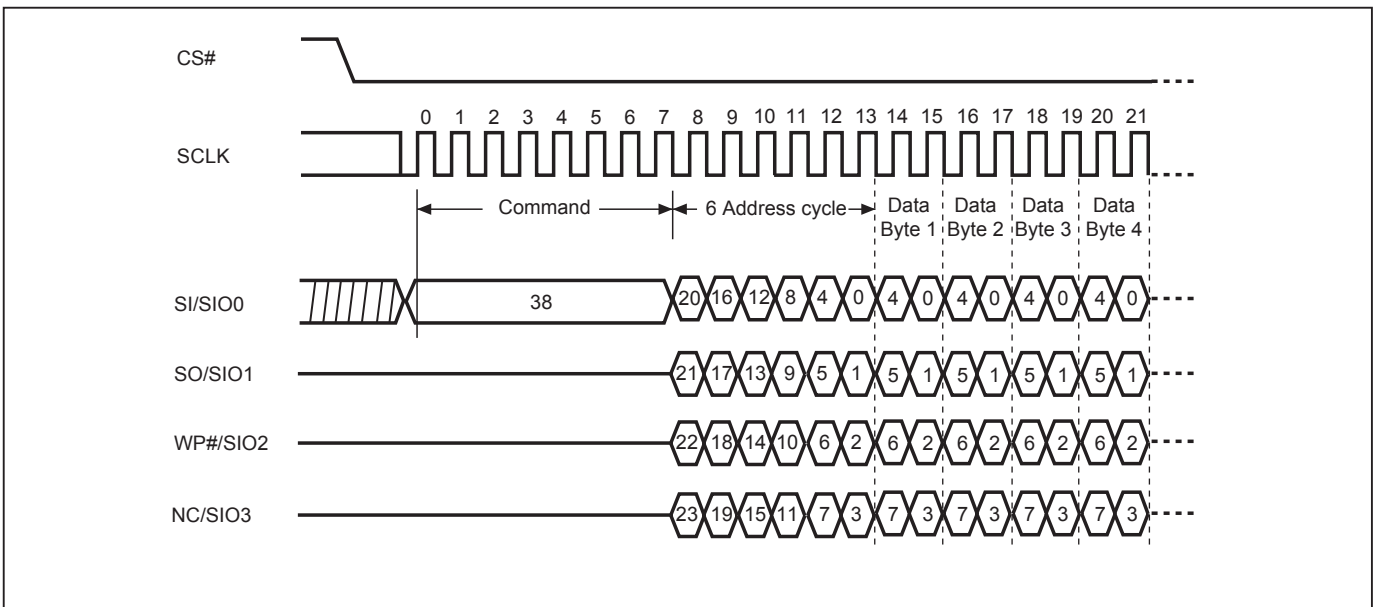 CS#
0 1 2 3 4 5 6 7 8 9 10 11 12 13 14 15 16 17 18 19 20 21
SCLK
Command 6 Address cycle Data Byte 1 Data Byte 2 Data Byte 3 Data Byte 4
SI/SIO0 38 20 16 12 8 4 0 4 0 4 0 4 0 4 0
SO/SIO1 21 17 13 9 5 1 5 1 5 1 5 1 5 1
WP#/SIO2 22 18 14 10 6 2 6 2 6 2 6 2 6 2
NC/SIO3 23 19 15 11 7 3 7 3 7 3 7 3 7 3